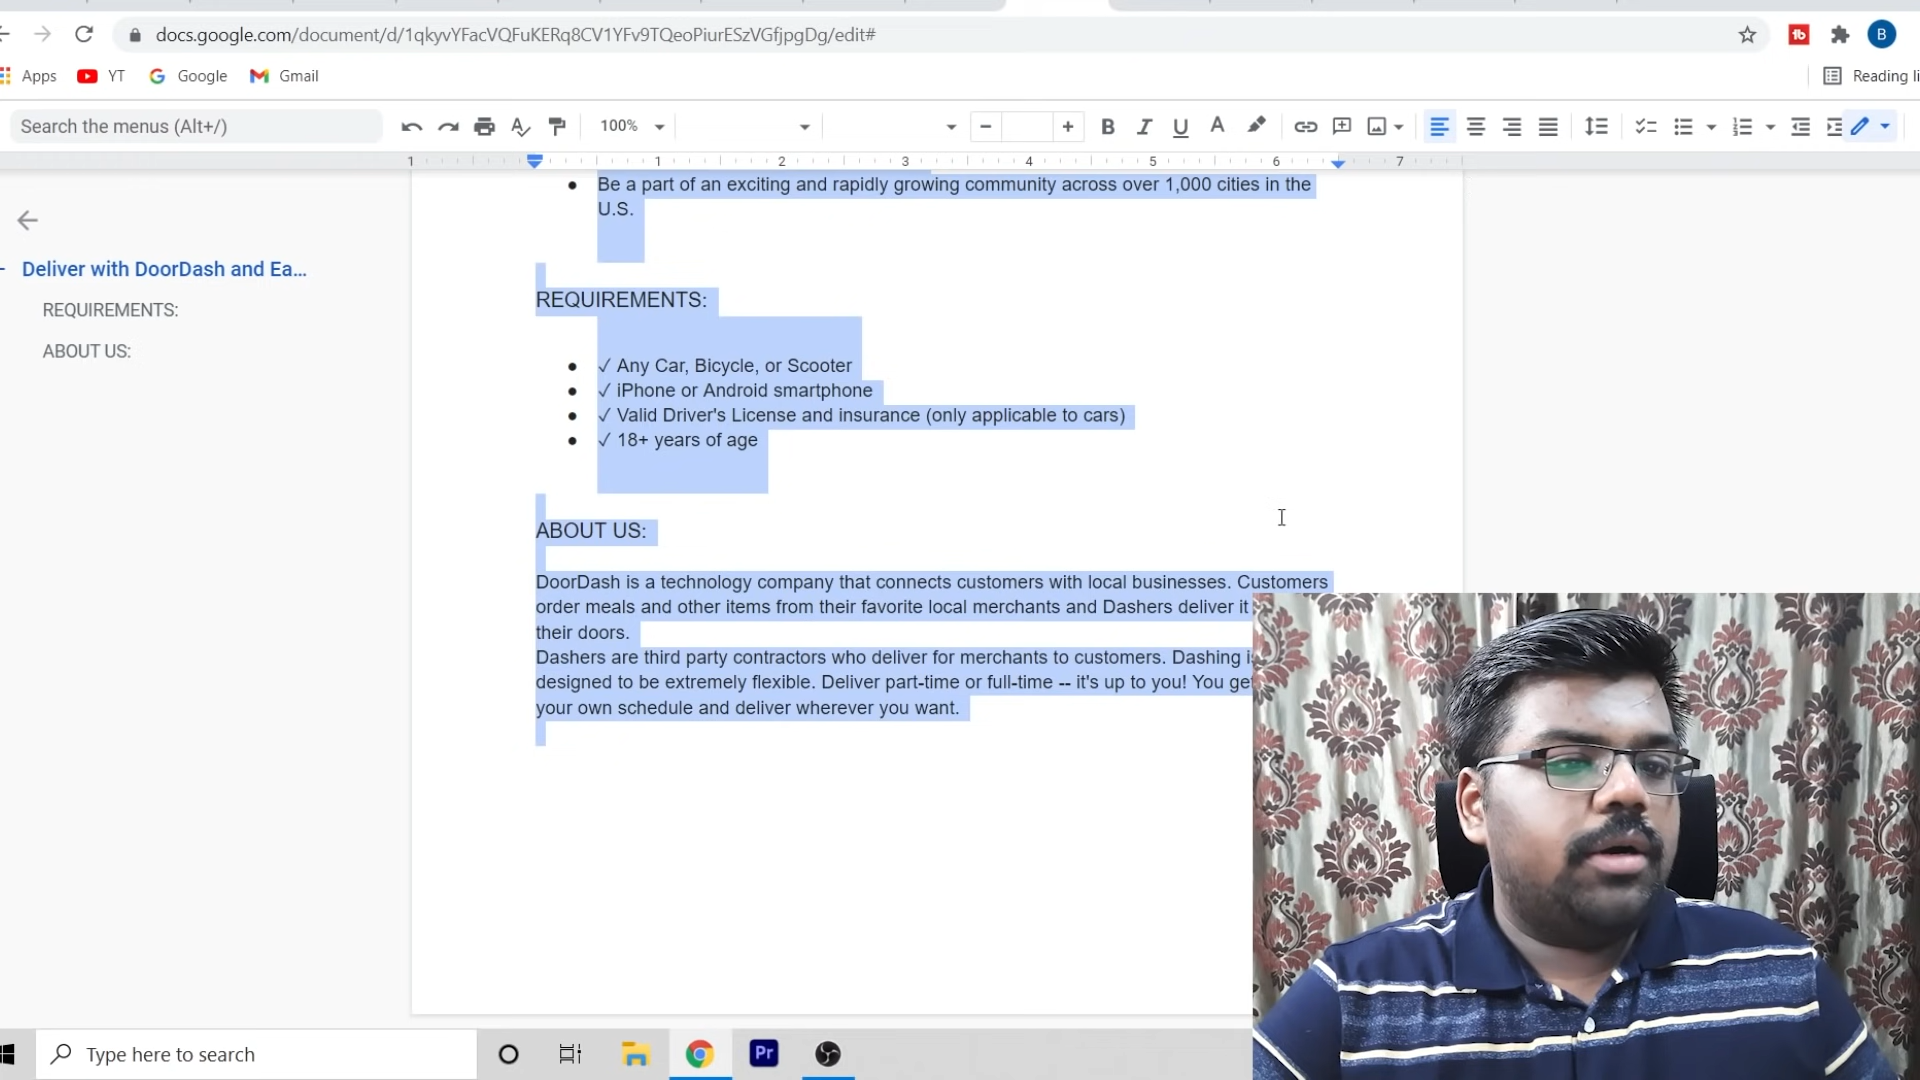 docs.google.com/document/d/1qkyvYFacVQFuKERq8CV1YFv9TQeoPiurESzVGfjpgDg/edit#
tb
B
Apps
YT
Google
Gmail
Reading li
Search the menus (Alt+/)
100%
B I U A
1 1 2 3 4 5 6 7
Be a part of an exciting and rapidly growing community across over 1,000 cities in the
U.S.
Deliver with DoorDash and Ea...
REQUIREMENTS:
ABOUT US:
REQUIREMENTS:
✓ Any Car, Bicycle, or Scooter
✓ iPhone or Android smartphone
✓ Valid Driver's License and insurance (only applicable to cars)
✓ 18+ years of age
ABOUT US:
DoorDash is a technology company that connects customers with local businesses. Customers
order meals and other items from their favorite local merchants and Dashers deliver it
their doors.
Dashers are third party contractors who deliver for merchants to customers. Dashing i
designed to be extremely flexible. Deliver part-time or full-time -- it's up to you! You get
your own schedule and deliver wherever you want.
Type here to search
Pr